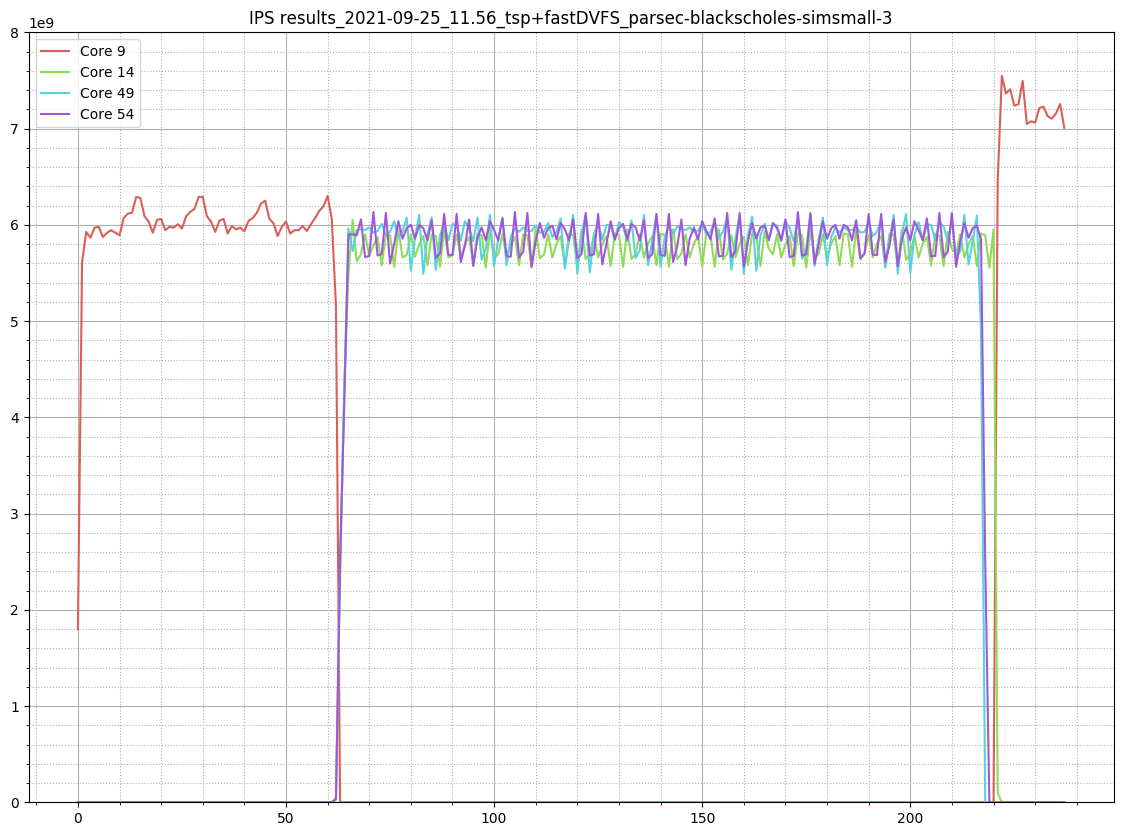 IPS results_2021-09-25_11.56_tsp+fastDVFS_parsec-blackscholes-simsmall-3
1e9
Core 9
Core 14
Core 49
Core 54
8
7
6
5
4
3
2
1
0
0 50 100 150 200